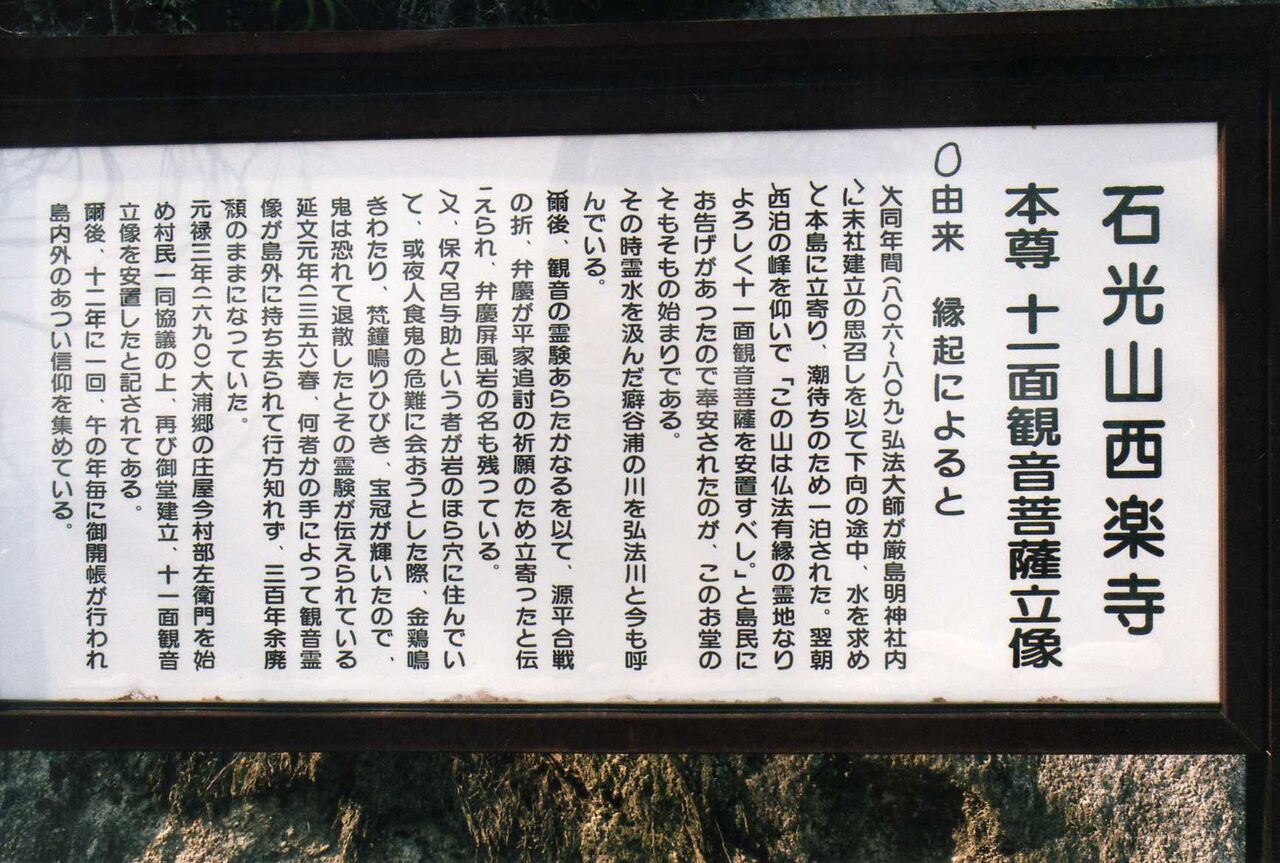 石光山西楽寺
本尊 十一面観音菩薩立像
〇由来 縁起によると
大同年間(八〇六~八〇九)弘法大師が厳島明神社内
に末社建立の思召しを以て下向の途中、水を求め
て本島に立寄り、潮待ちのため一泊された。翌朝
西泊の峰を仰いで「この山は仏法有縁の霊地なり
よろしく十一面観音菩薩を安置すべし。」と島民に
お告げがあったので奉安されたのが、このお堂の
そもそもの始まりである。
その時霊水を汲んだ癖谷浦の川を弘法川と今も呼
んでいる。
爾後、観音の霊験あらたかなるを以て、源平合戦
の折、弁慶が平家追討の祈願のため立寄ったと伝
えられ、弁慶屏風岩の名も残っている。
又、保々呂与助という者が岩のほら穴に住んでい
て、或夜人食鬼の危難に会おうとした際、金鶏鳴
きわたり、梵鐘鳴りひびき、宝冠が輝いたので、
鬼は恐れて退散したとその霊験が伝えられている
延文元年(一三五六)春、何者かの手によって観音霊
像が島外に持ち去られて行方知れず、三百年余廃
頽のままになっていた。
元禄三年(一六九〇)大浦郷の庄屋今村部左衛門を始
め村民一同協議の上、再び御堂建立、十一面観音
立像を安置したと記されてある。
爾後、十二年に一回、午の年毎に御開帳が行われ
島内外のあつい信仰を集めている。